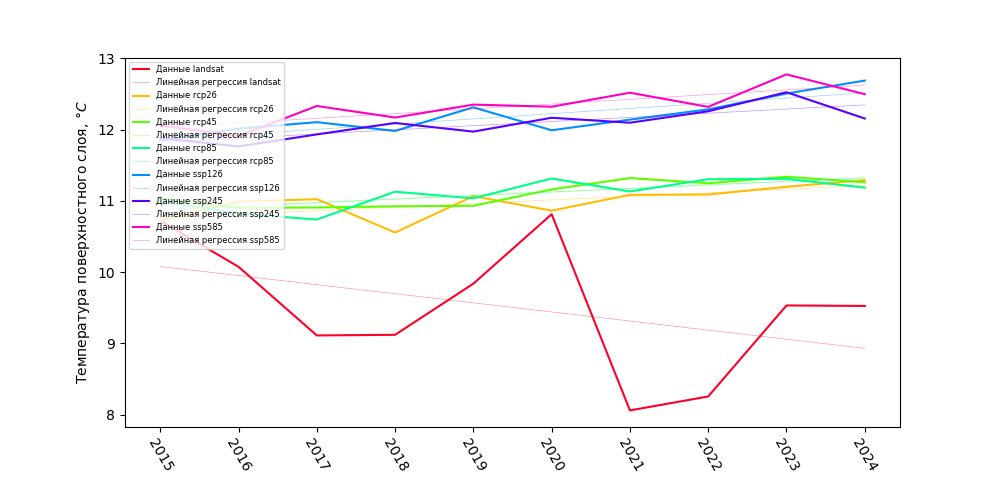 Температура поверхностного слоя, °C
13
12
11
10
9
8
Данные landsat
Линейная регрессия landsat
Данные rcp26
Линейная регрессия rcp26
Данные rcp45
Линейная регрессия rcp45
Данные rcp85
Линейная регрессия rcp85
Данные ssp126
Линейная регрессия ssp126
Данные ssp245
Линейная регрессия ssp245
Данные ssp585
Линейная регрессия ssp585
2015
2016
2017
2018
2019
2020
2021
2022
2023
2024